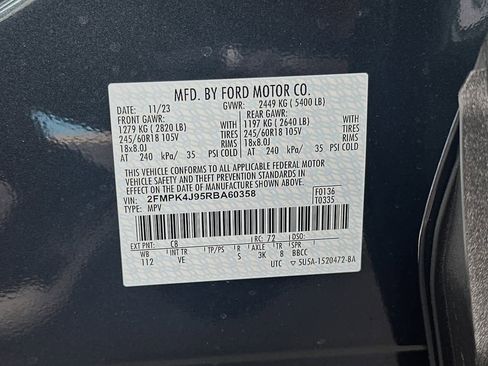 MFD. BY FORD MOTOR CO.
DATE: 11/23 GVWR: 2449 KG ( 5400 LB)
FRONT GAWR: REAR GAWR:
1279 KG ( 2820 LB) WITH 1197 KG ( 2640 LB) WITH
245/60R18 105V TIRES 245/60R18 105V TIRES
18x8.0J RIMS 18x8.0J RIMS
AT 240 kPa/ 35 PSI COLD AT 240 kPa/ 35 PSI COLD
THIS VEHICLE CONFORMS TO ALL APPLICABLE FEDERAL MOTOR
VEHICLE SAFETY AND THEFT PREVENTION STANDARDS IN EFFECT ON
THE DATE OF MANUFACTURE SHOWN ABOVE.
VIN: 2FMPK4J95RBA60358 F0136
TYPE: MPV T0335
EXT PNT: CB RC: 72 DSO:
WB INT TR TP/PS R AXLE TR SPR
112 VE S 3K 8 BBCC
UTC 5U5A-1520472-BA